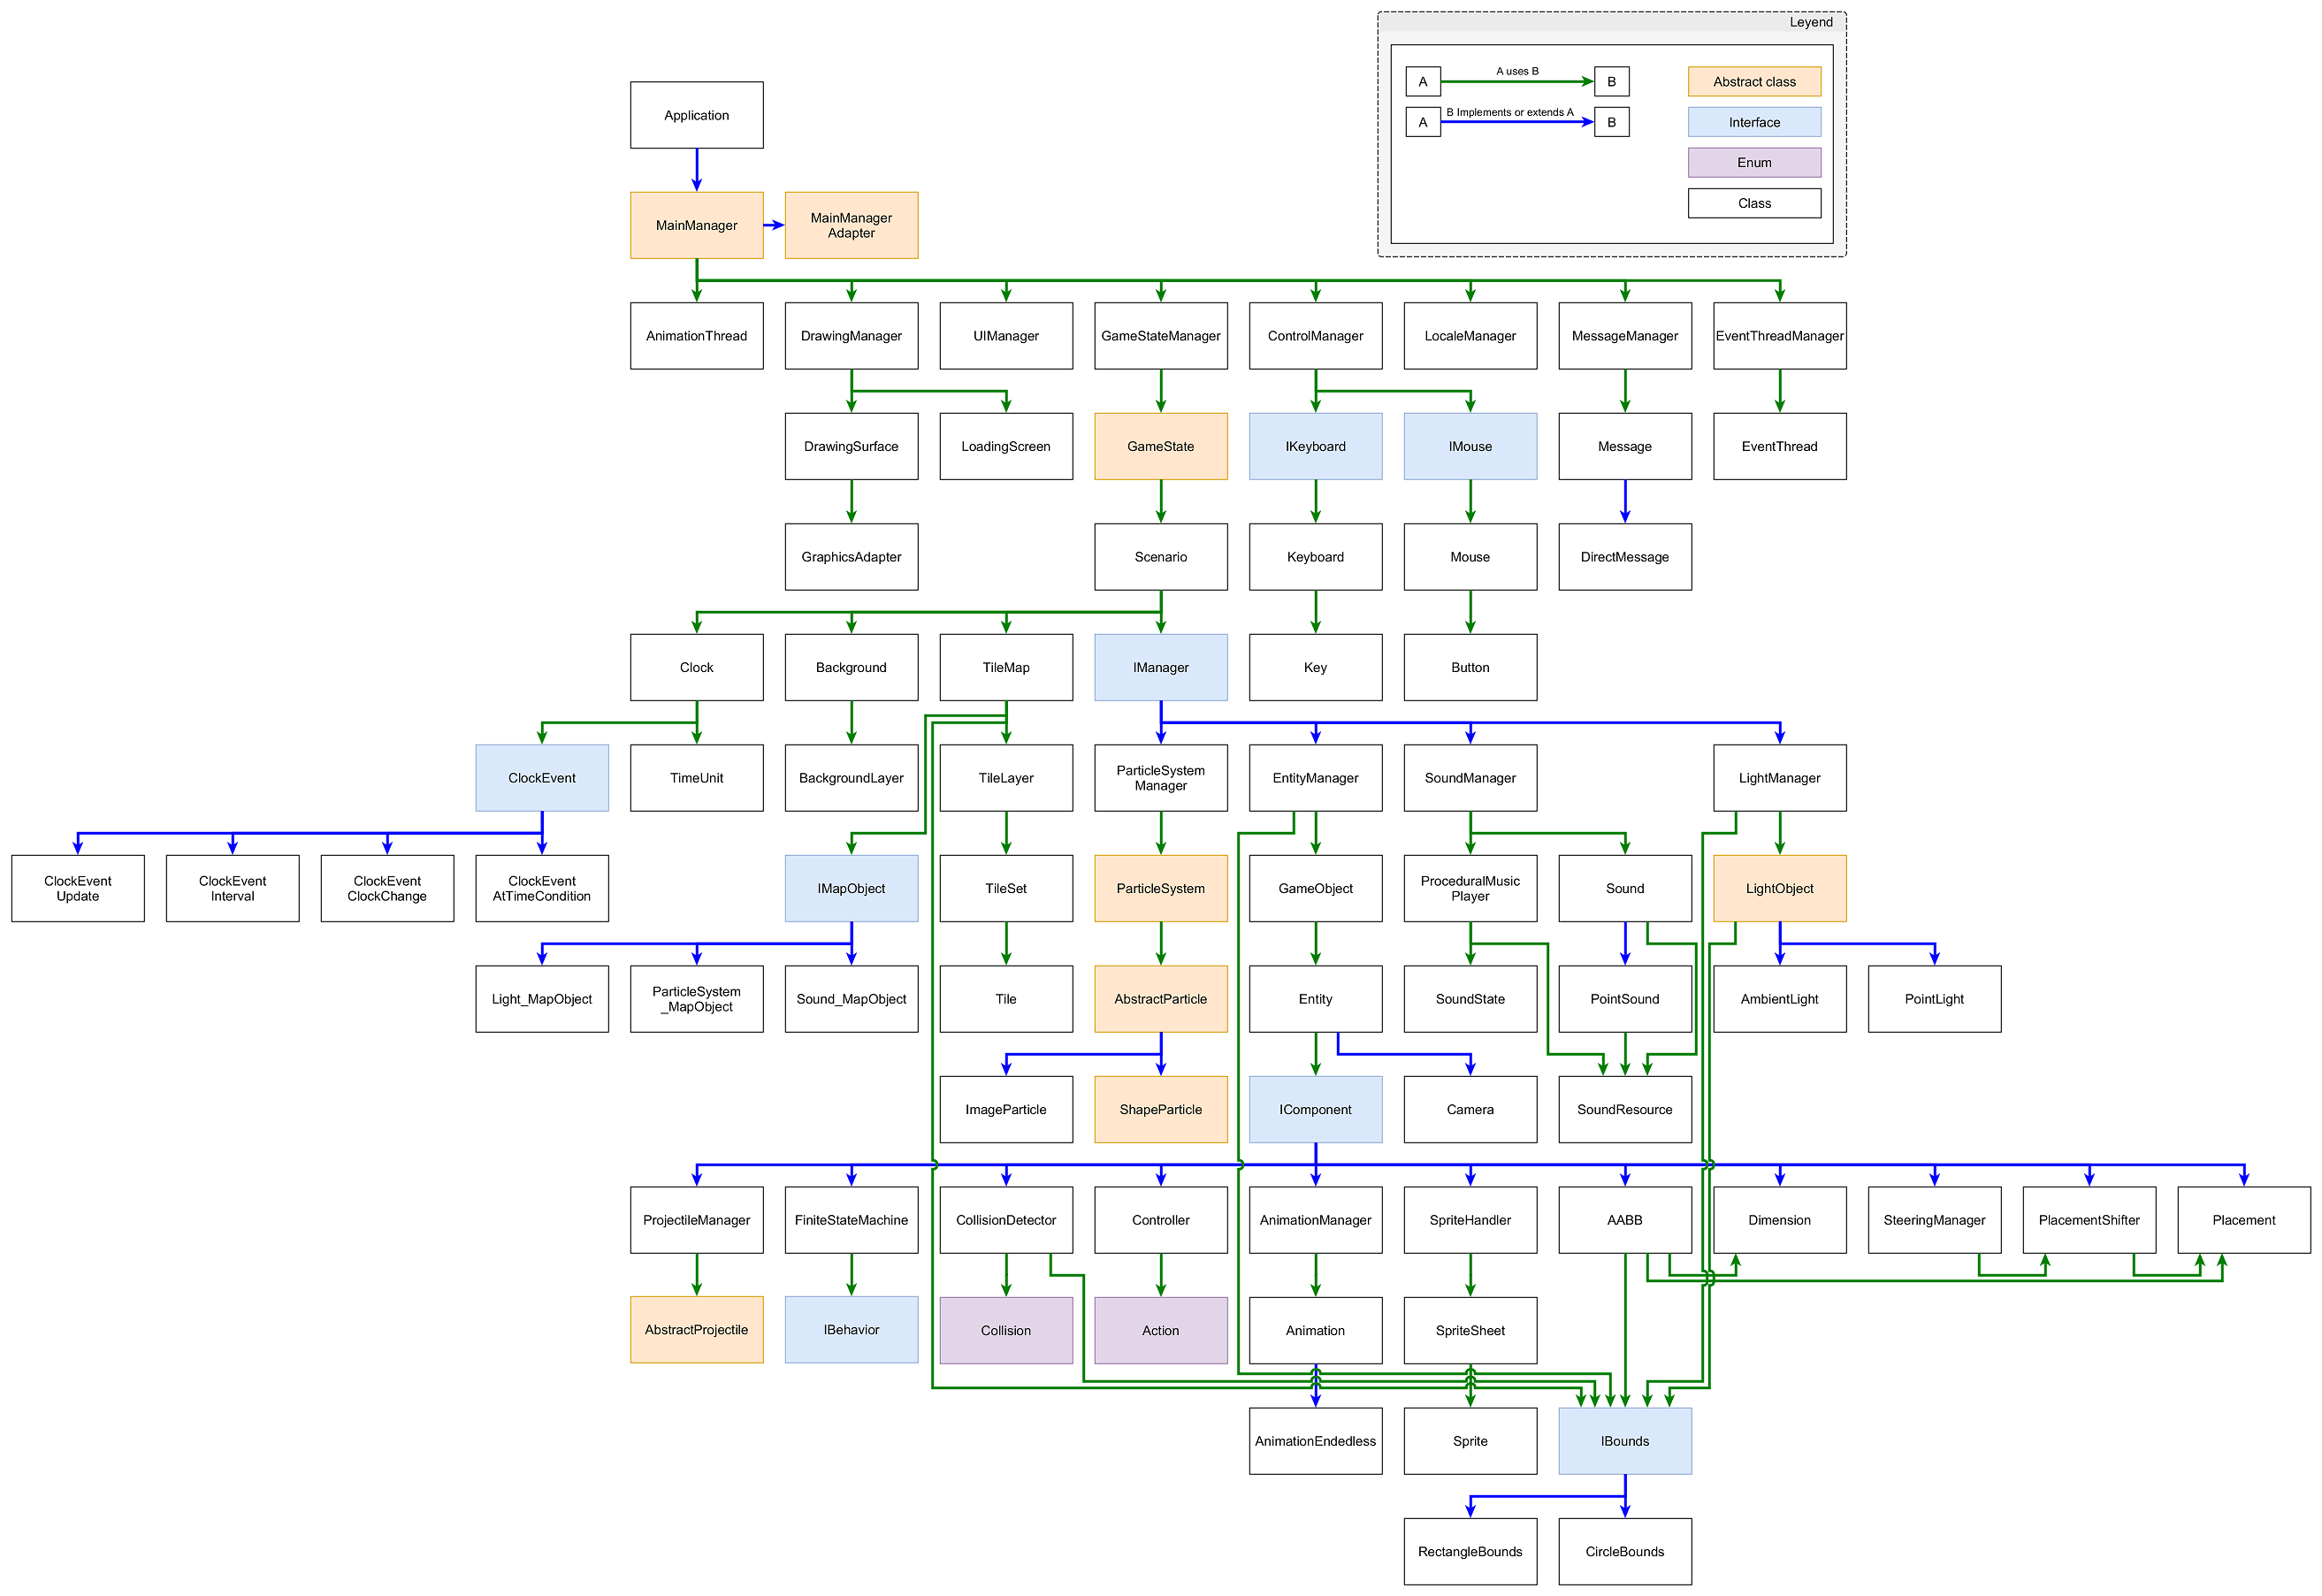 Leyend
A
A uses B
B
Abstract class
A
B Implements or extends A
B
Interface
Enum
Class
Application
MainManager
MainManager
Adapter
AnimationThread
DrawingManager
UIManager
GameStateManager
ControlManager
LocaleManager
MessageManager
EventThreadManager
DrawingSurface
LoadingScreen
GameState
IKeyboard
IMouse
Message
EventThread
GraphicsAdapter
Scenario
Keyboard
Mouse
DirectMessage
Clock
Background
TileMap
IManager
Key
Button
ClockEvent
TimeUnit
BackgroundLayer
TileLayer
ParticleSystem
Manager
EntityManager
SoundManager
LightManager
ClockEvent
Update
ClockEvent
Interval
ClockEvent
ClockChange
ClockEvent
AtTimeCondition
IMapObject
TileSet
ParticleSystem
GameObject
ProceduralMusic
Player
Sound
LightObject
Light_MapObject
ParticleSystem
_MapObject
Sound_MapObject
Tile
AbstractParticle
Entity
SoundState
PointSound
AmbientLight
PointLight
ImageParticle
ShapeParticle
IComponent
Camera
SoundResource
ProjectileManager
FiniteStateMachine
CollisionDetector
Controller
AnimationManager
SpriteHandler
AABB
Dimension
SteeringManager
PlacementShifter
Placement
AbstractProjectile
IBehavior
Collision
Action
Animation
SpriteSheet
AnimationEndedless
Sprite
IBounds
RectangleBounds
CircleBounds